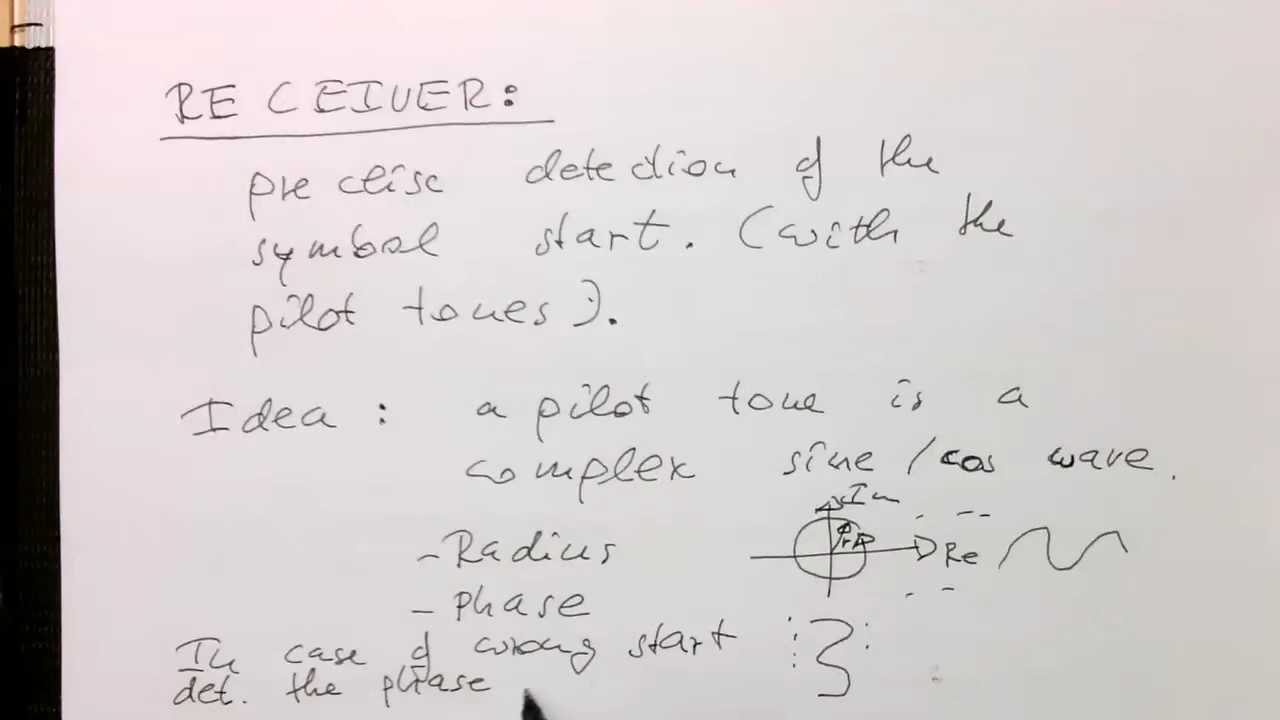 RECEIVER:
precise detection of the
symbol start. (with the
pilot tones).
Idea: a pilot tone is a
complex sine/cos wave.
Im
- Radius
r
Re
- phase
In case of wrong start
det. the phase